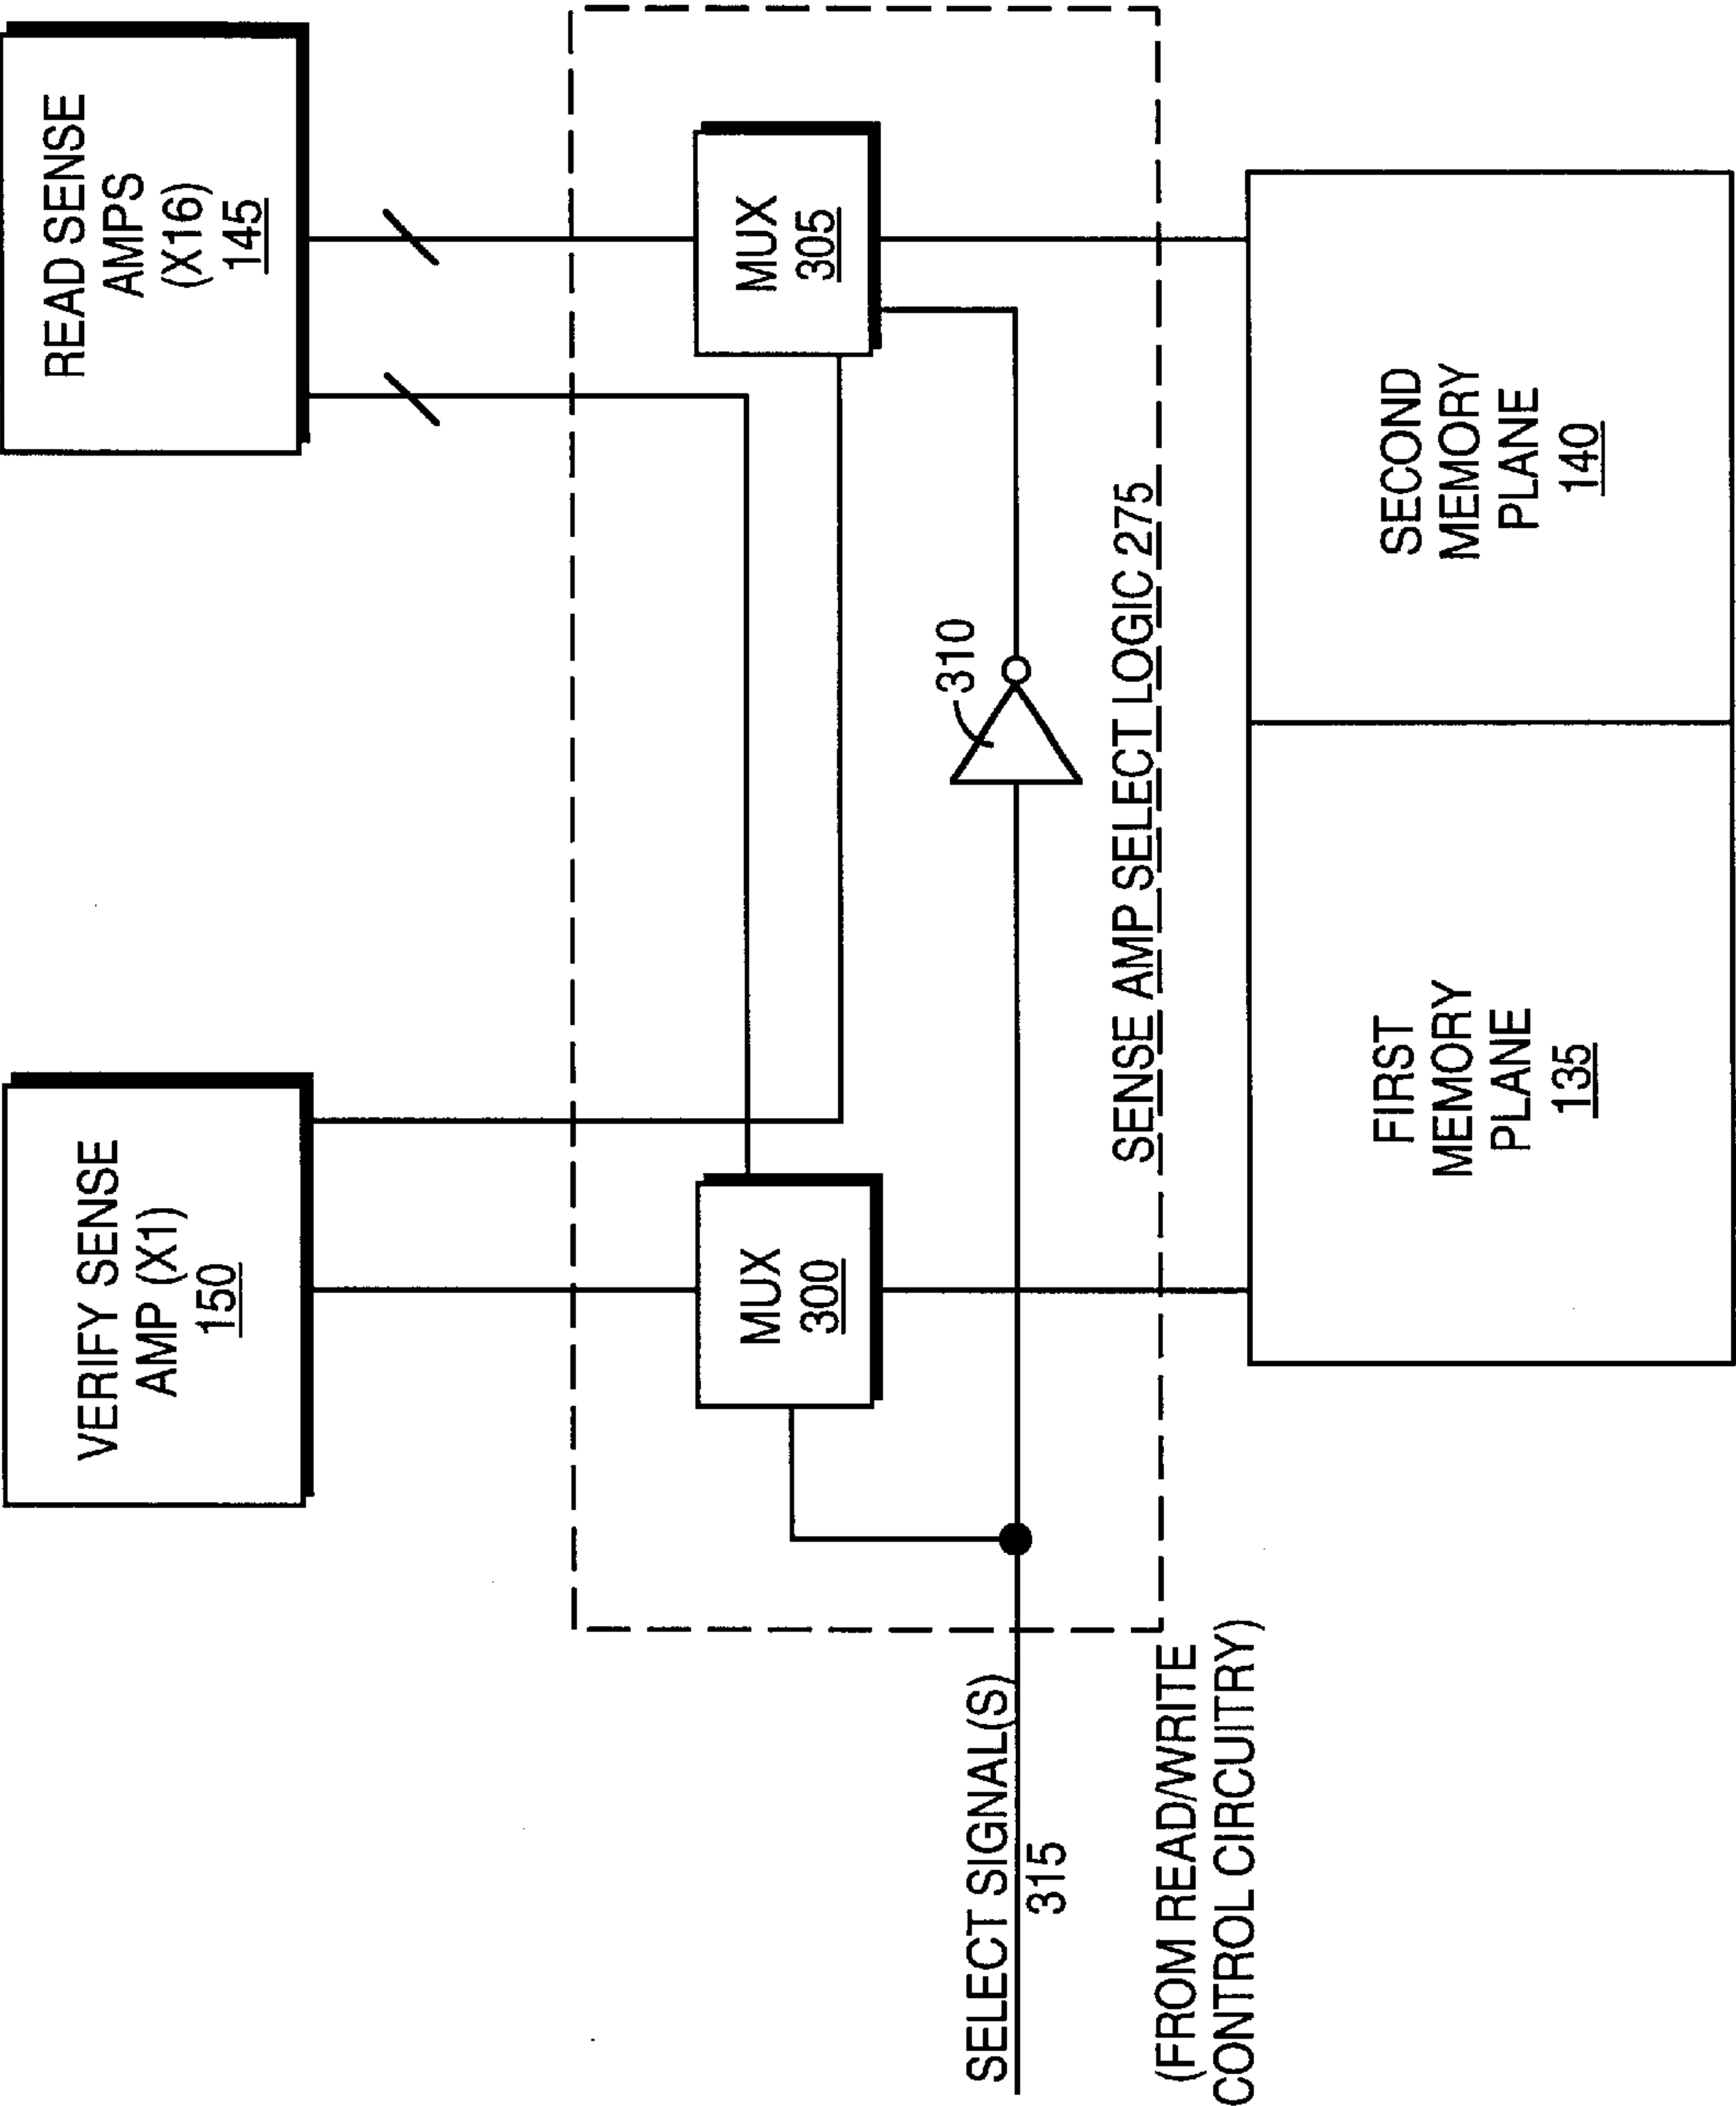 VERIFY SENSE
AMP (X1)
150
READ SENSE
AMPS
(X16)
145
MUX
300
MUX
305
310
SELECT SIGNAL(S)
315
(FROM READ/WRITE
CONTROL CIRCUITRY)
SENSE AMP SELECT LOGIC 275
FIRST
MEMORY
PLANE
135
SECOND
MEMORY
PLANE
140